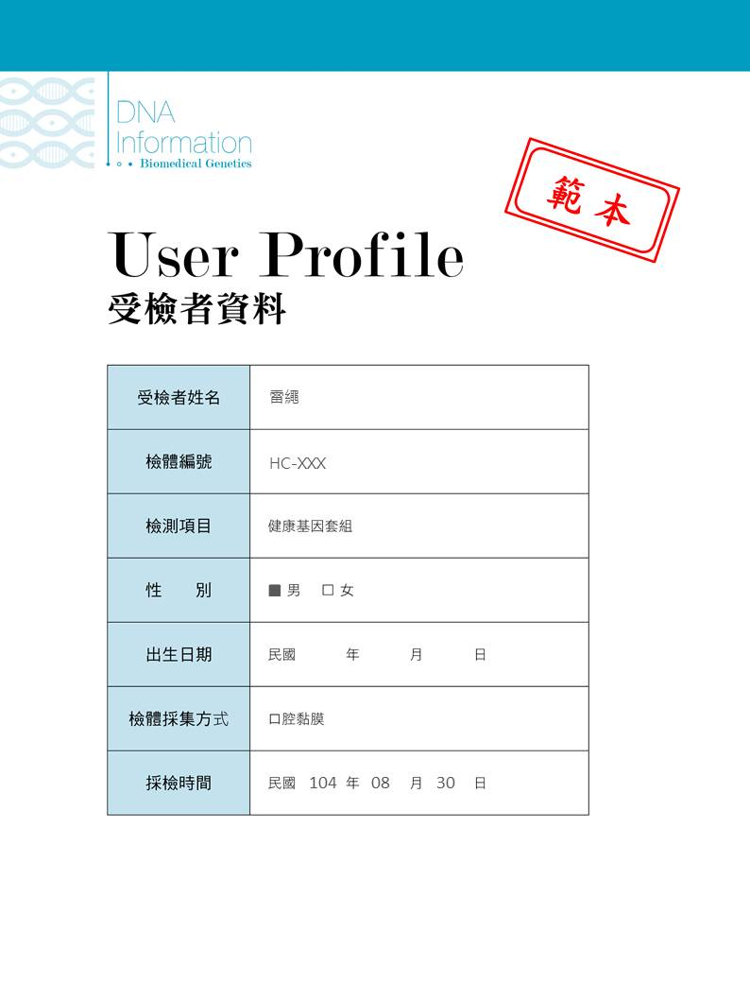 DNA
Information
Biomedical Genetics
範本
User Profile
受檢者資料
受檢者姓名 雷繩
檢體編號 HC-XXX
檢測項目 健康基因套組
性 別 ■ 男 □ 女
出生日期 民國 年 月 日
檢體採集方式 口腔黏膜
採檢時間 民國 104 年 08 月 30 日